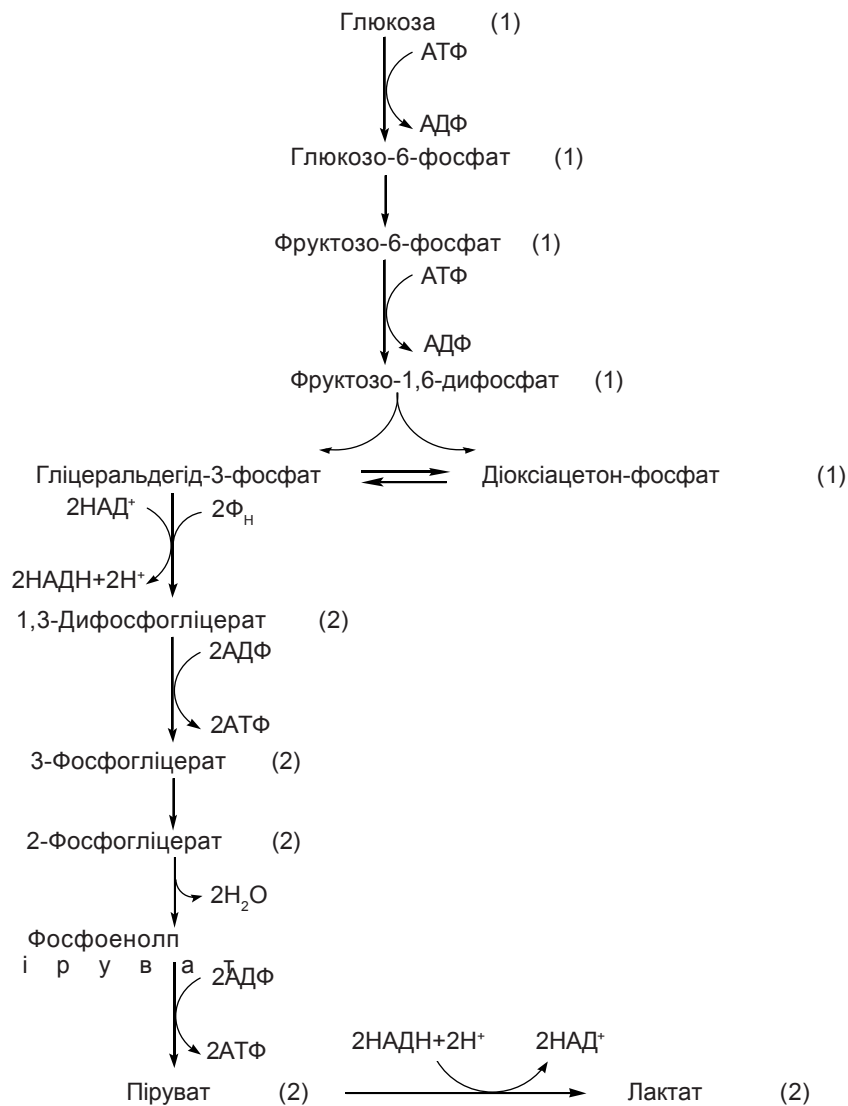 Глюкоза (1)
АТФ
АДФ
Глюкозо-6-фосфат (1)
Фруктозо-6-фосфат (1)
АТФ
АДФ
Фруктозо-1,6-дифосфат (1)
Гліцеральдегід-3-фосфат Діоксіацетон-фосфат (1)
2НАД⁺ 2Фн
2НАДН+2Н⁺
1,3-Дифосфогліцерат (2)
2АДФ
2АТФ
3-Фосфогліцерат (2)
2-Фосфогліцерат (2)
2Н₂О
Фосфоенолп
і р у в а т
2АДФ
2АТФ
2НАДН+2Н⁺ 2НАД⁺
Піруват (2) Лактат (2)